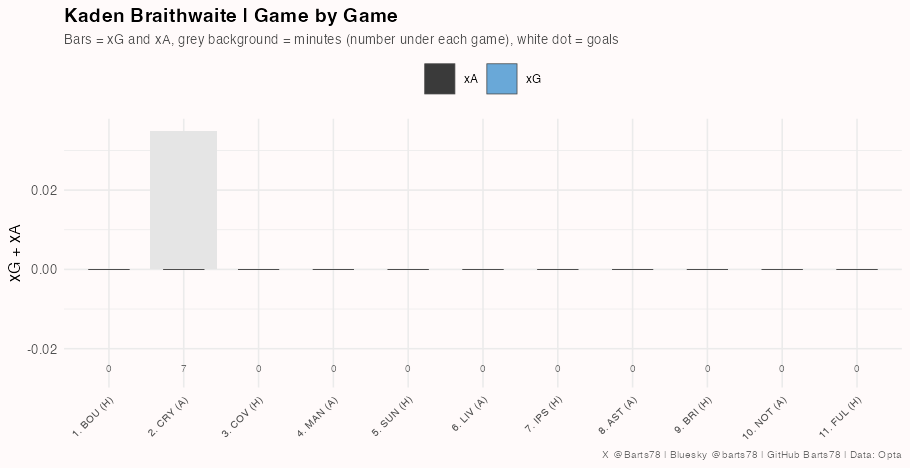 Kaden Braithwaite | Game by Game
Bars = xG and xA, grey background = minutes (number under each game), white dot = goals
xA xG
xG + xA
0.02
0.00
-0.02
0 7 0 0 0 0 0 0 0 0 0
1. BOU (H) 2. CRY (A) 3. COV (H) 4. MAN (A) 5. SUN (H) 6. LIV (A) 7. IPS (H) 8. AST (A) 9. BRI (H) 10. NOT (A) 11. FUL (H)
X @Barts78 | Bluesky @barts78 | GitHub Barts78 | Data: Opta